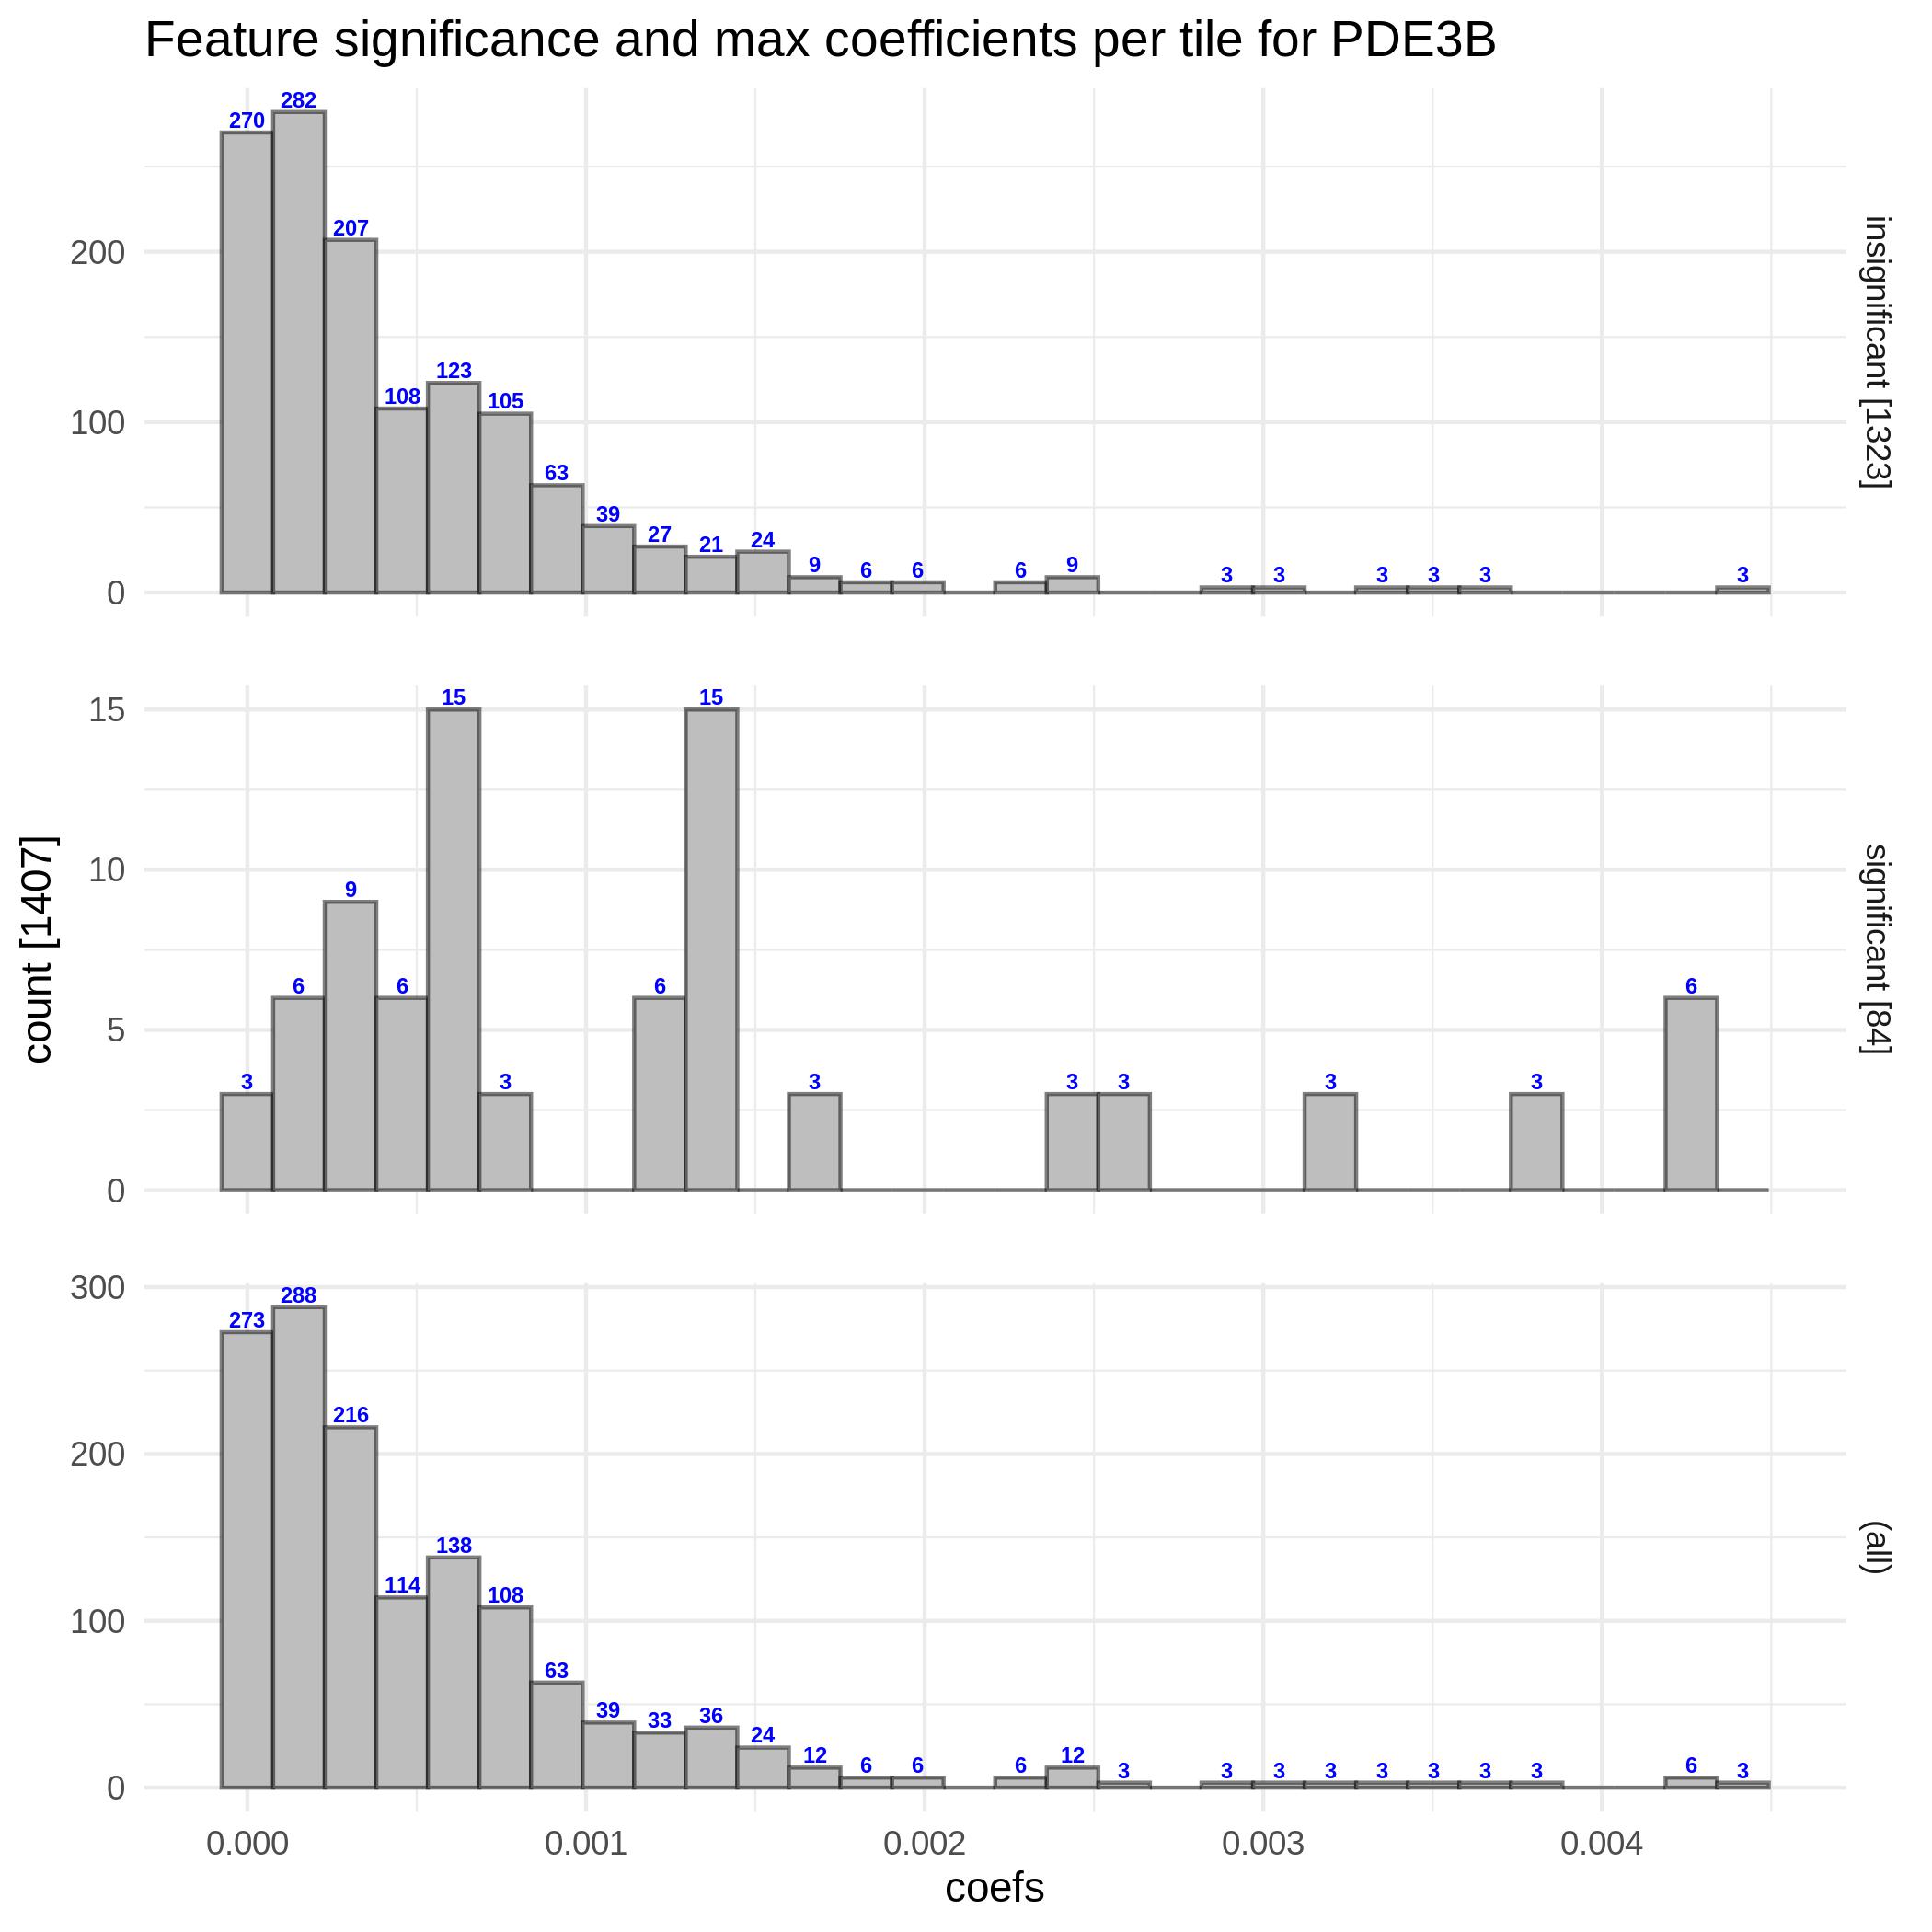 Feature significance and max coefficients per tile for PDE3B
270 282 207 108 123 105 63 39 27 21 24 9 6 6 6 9 3 3 3 3 3 3
200
100
0
insignificant [1323]
3 6 9 6 15 3 6 15 3 3 3 3 3 6
15
10
5
0
significant [84]
count [1407]
273 288 216 114 138 108 63 39 33 36 24 12 6 6 6 12 3 3 3 3 3 3 3 3 6 3
300
200
100
0
(all)
0.000 0.001 0.002 0.003 0.004
coefs